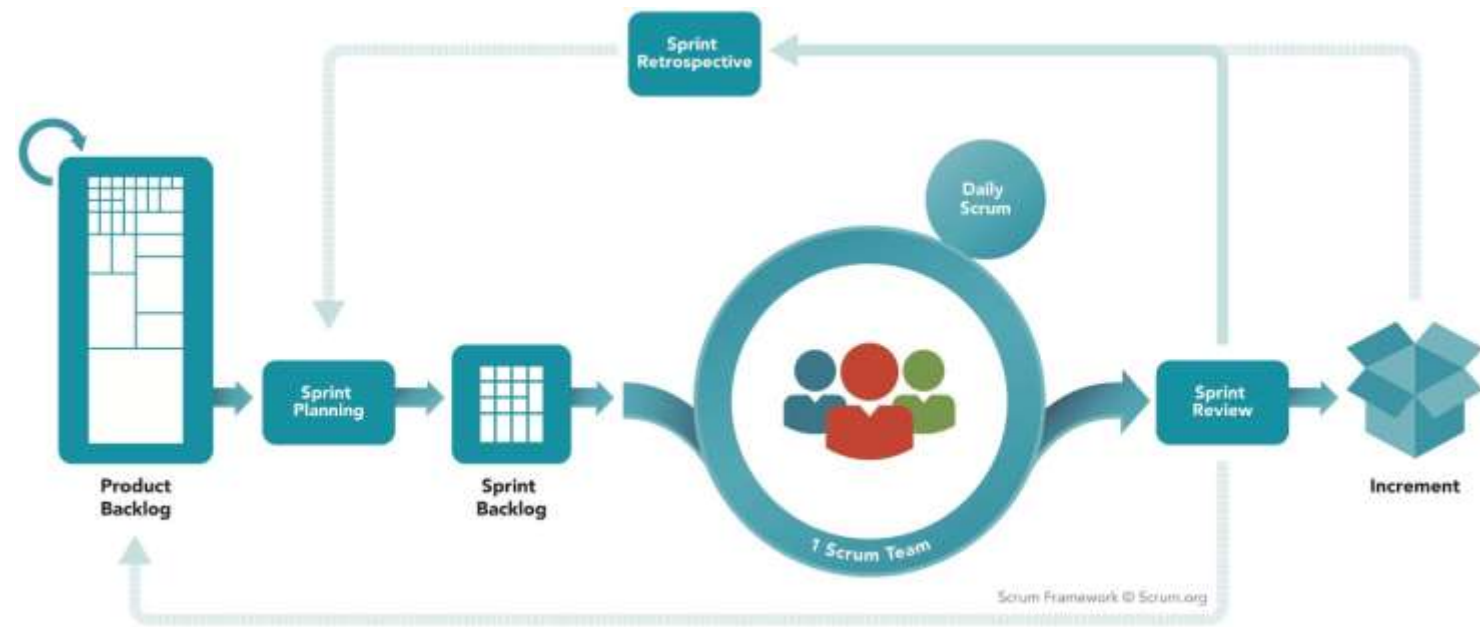 Sprint
Retrospective
Daily
Scrum
Sprint
Planning
Sprint
Review
Product
Backlog
Sprint
Backlog
Increment
1 Scrum Team
Scrum Framework © Scrum.org